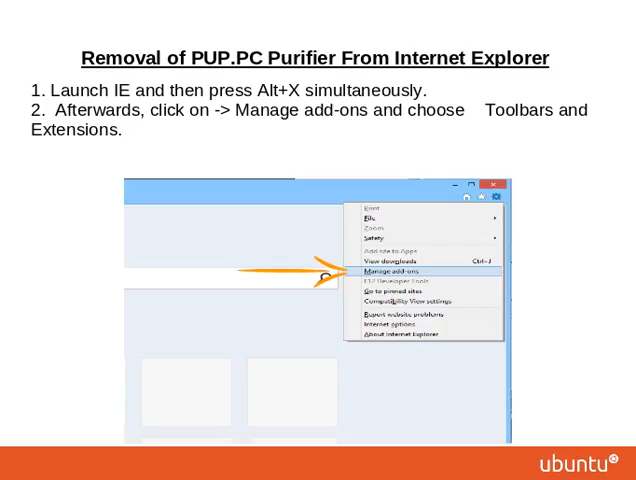 Removal of PUP.PC Purifier From Internet Explorer
1. Launch IE and then press Alt+X simultaneously.
2. Afterwards, click on -> Manage add-ons and choose Toolbars and
Extensions.
Print
File
Zoom
Safety
Add site to Apps
View downloads Ctrl+J
Manage add-ons
F12 Developer Tools
Go to pinned sites
Compatibility View settings
Report website problems
Internet options
About Internet Explorer
ubuntu